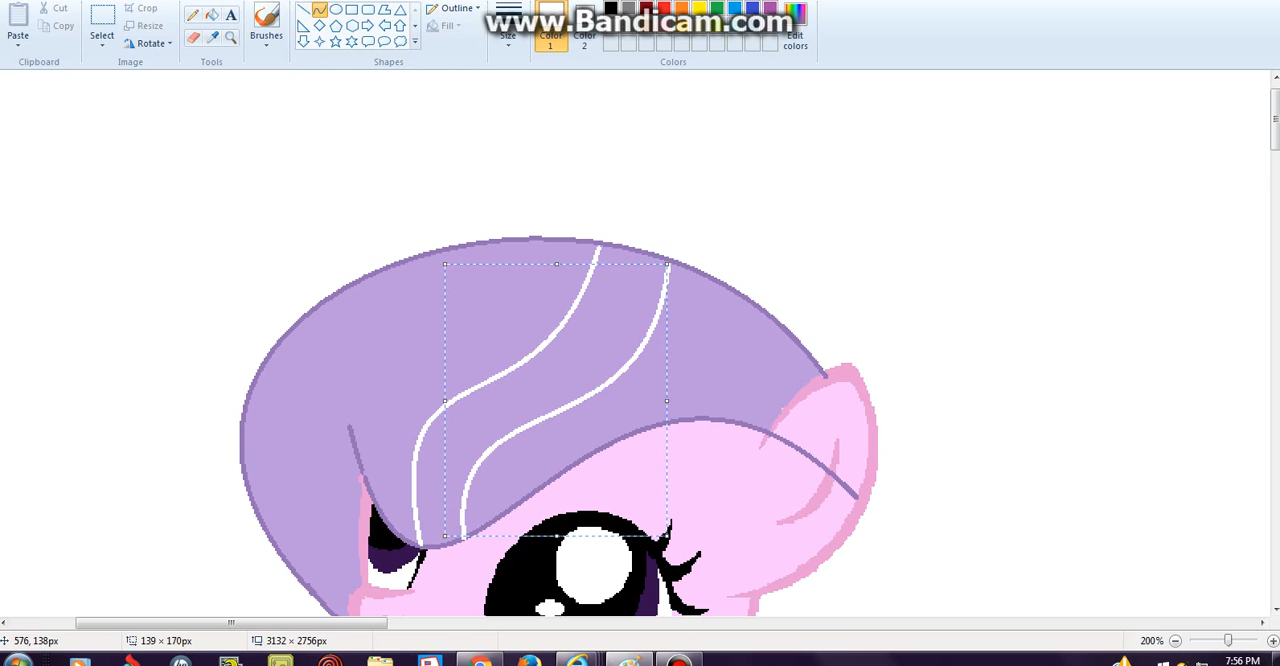 www.Bandicam.com
Paste
Cut
Copy
Clipboard
Select
Crop
Resize
Rotate
Image
A
Tools
Brushes
Shapes
Outline
Fill
Size
Color
1
Color
2
Edit
colors
Colors
576, 138px
139 × 170px
3132 × 2756px
200%
7:56 PM